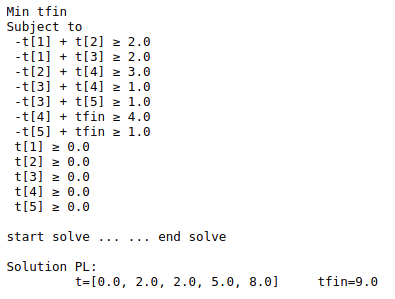 Min tfin
Subject to
 -t[1] + t[2] ≥ 2.0
 -t[1] + t[3] ≥ 2.0
 -t[2] + t[4] ≥ 3.0
 -t[3] + t[4] ≥ 1.0
 -t[3] + t[5] ≥ 1.0
 -t[4] + tfin ≥ 4.0
 -t[5] + tfin ≥ 1.0
 t[1] ≥ 0.0
 t[2] ≥ 0.0
 t[3] ≥ 0.0
 t[4] ≥ 0.0
 t[5] ≥ 0.0
start solve ... ... end solve
Solution PL:
         t=[0.0, 2.0, 2.0, 5.0, 8.0]     tfin=9.0